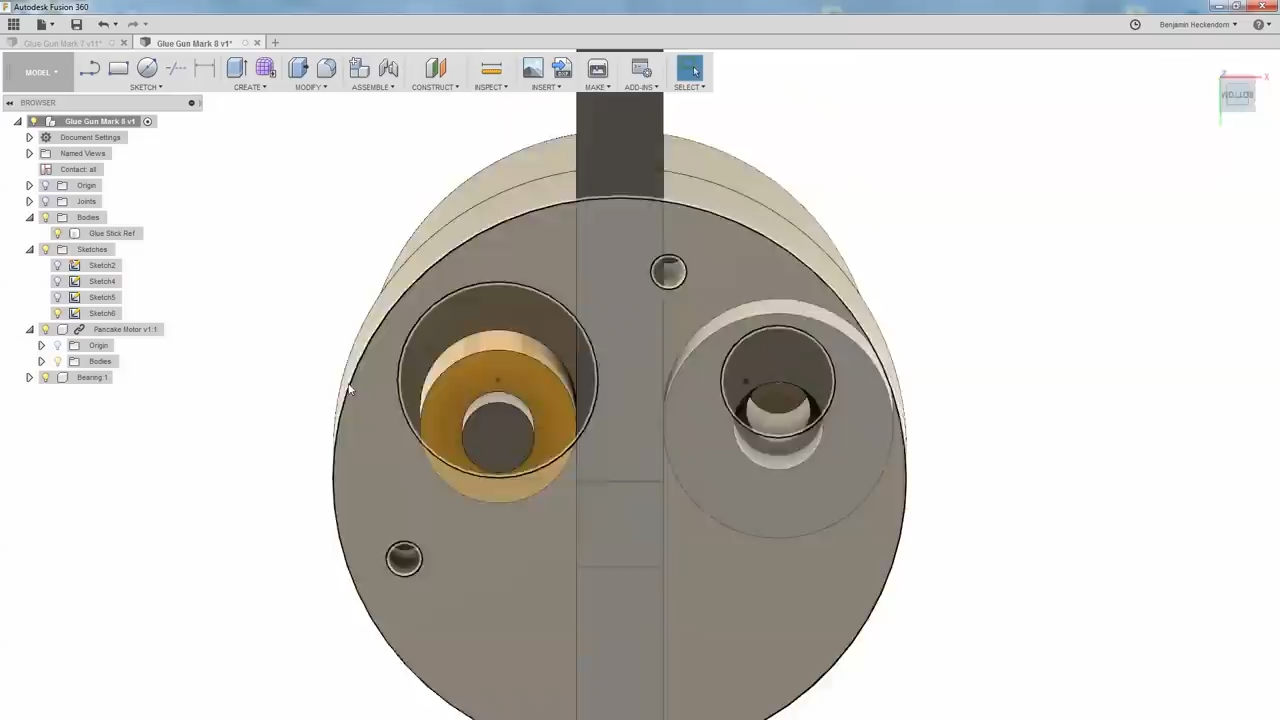 Autodesk Fusion 360
Benjamin Heckendorn
Glue Gun Mark 7 v11*
Glue Gun Mark 8 v1*
MODEL
SKETCH
CREATE
MODIFY
ASSEMBLE
CONSTRUCT
INSPECT
INSERT
MAKE
ADD-INS
SELECT
BROWSER
Glue Gun Mark 8 v1
Document Settings
Named Views
Contact: all
Origin
Joints
Bodies
Glue Stick Ref
Sketches
Sketch2
Sketch4
Sketch5
Sketch6
Pancake Motor v1:1
Origin
Bodies
Bearing:1
Z
X
BOTTOM